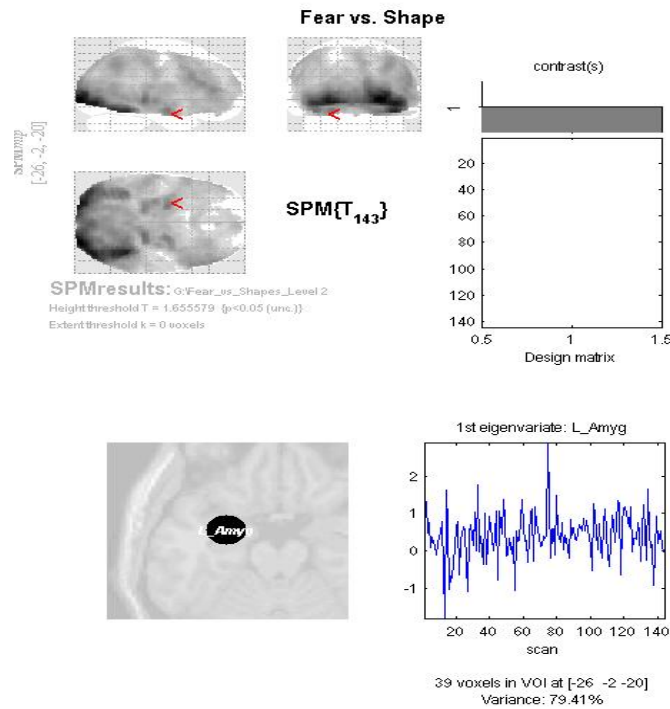 Fear vs. Shape
contrast(s)
1
[-26, -2, -20]
SPM{T143}
20
40
60
80
100
120
140
0.5 1 1.5
Design matrix
SPMresults: G:\Fear_vs_Shapes_Level 2
Height threshold T = 1.655579 {p<0.05 (unc.)}
Extent threshold k = 0 voxels
1st eigenvariate: L_Amyg
2
1
0
-1
20 40 60 80 100 120 140
scan
39 voxels in VOI at [-26 -2 -20]
Variance: 79.41%